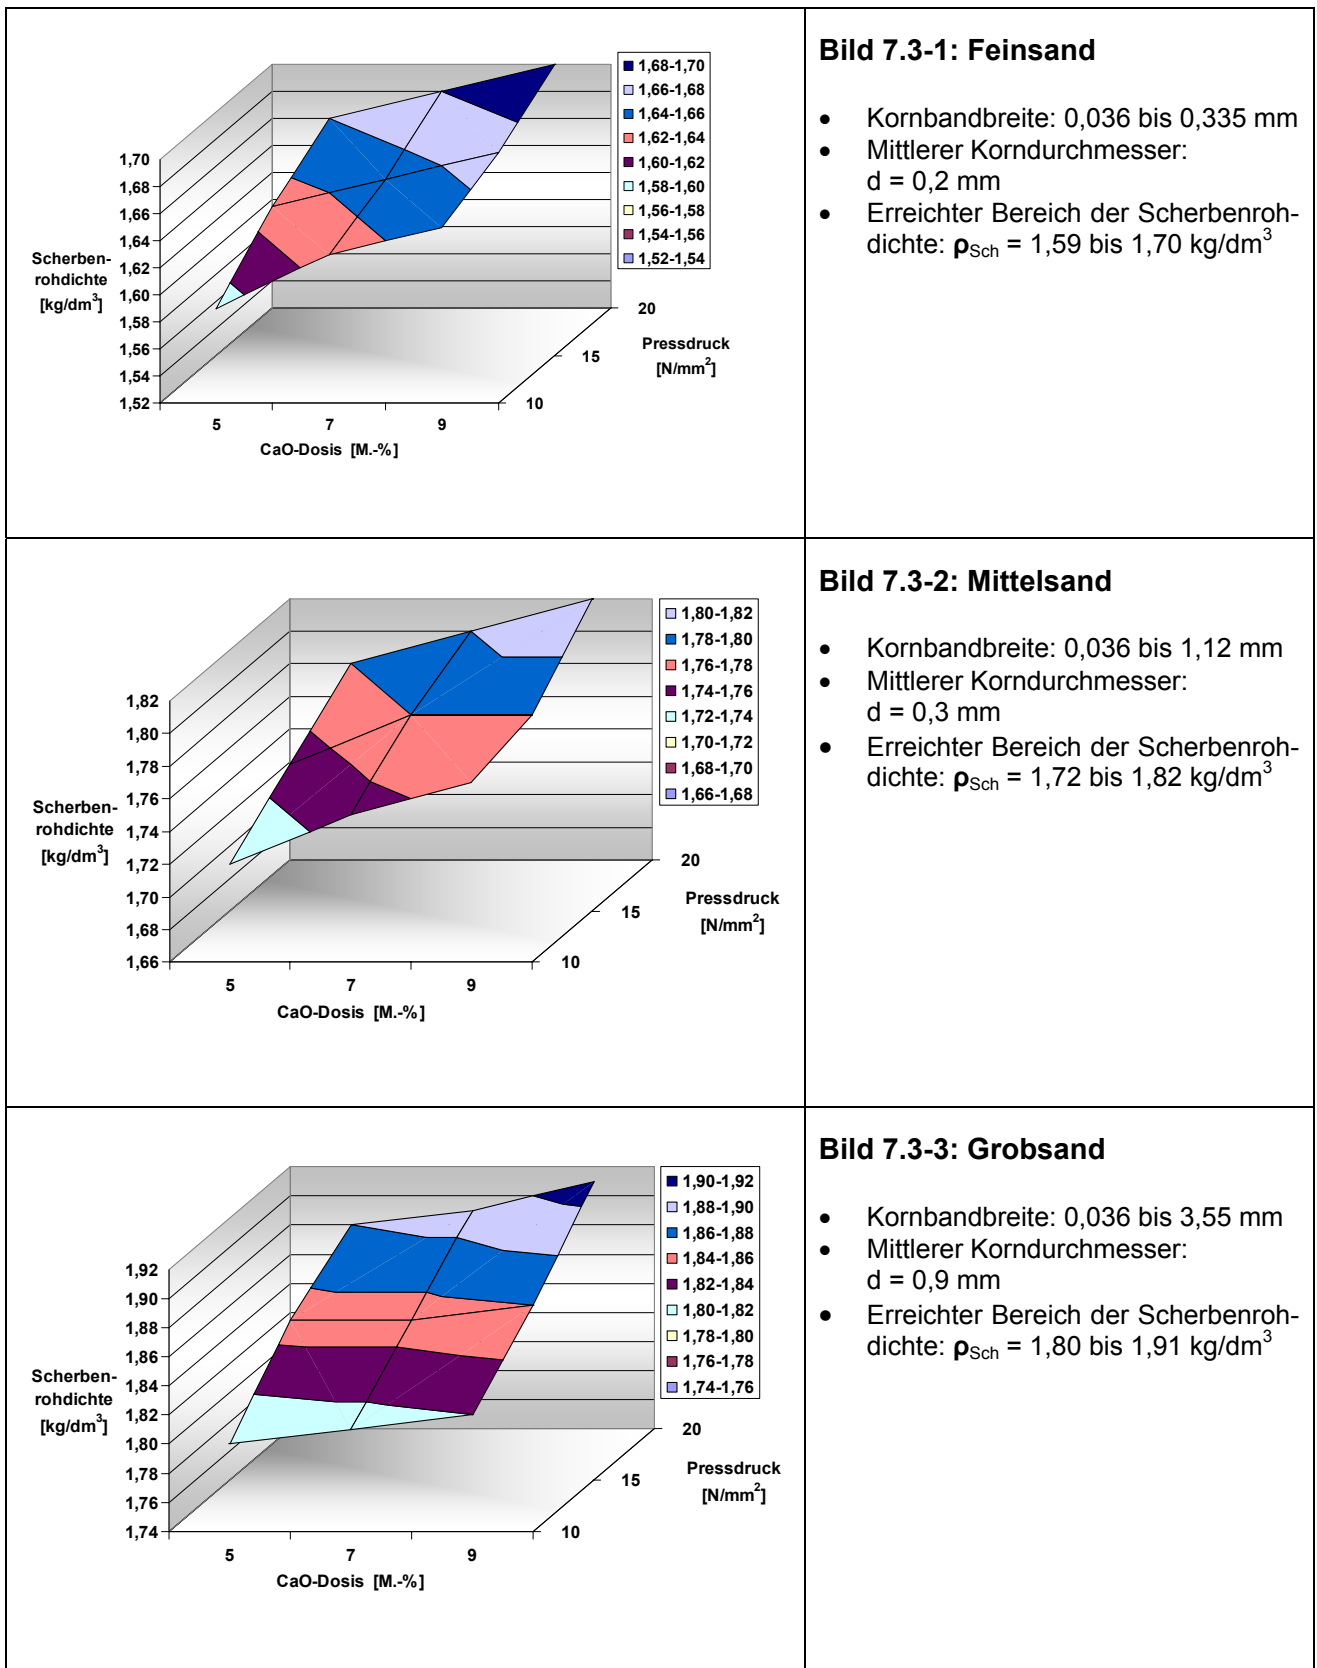 1,70
1,68
1,66
1,64
1,62
1,60
1,58
1,56
1,54
1,52
Scherben-
rohdichte
[kg/dm³]
5
7
9
CaO-Dosis [M.-%]
10
15
20
Pressdruck
[N/mm²]
1,68-1,70
1,66-1,68
1,64-1,66
1,62-1,64
1,60-1,62
1,58-1,60
1,56-1,58
1,54-1,56
1,52-1,54
Bild 7.3-1: Feinsand
• Kornbandbreite: 0,036 bis 0,335 mm
• Mittlerer Korndurchmesser:
d = 0,2 mm
• Erreichter Bereich der Scherbenroh-
dichte: ρSch = 1,59 bis 1,70 kg/dm³
1,82
1,80
1,78
1,76
1,74
1,72
1,70
1,68
1,66
Scherben-
rohdichte
[kg/dm³]
5
7
9
CaO-Dosis [M.-%]
10
15
20
Pressdruck
[N/mm²]
1,80-1,82
1,78-1,80
1,76-1,78
1,74-1,76
1,72-1,74
1,70-1,72
1,68-1,70
1,66-1,68
Bild 7.3-2: Mittelsand
• Kornbandbreite: 0,036 bis 1,12 mm
• Mittlerer Korndurchmesser:
d = 0,3 mm
• Erreichter Bereich der Scherbenroh-
dichte: ρSch = 1,72 bis 1,82 kg/dm³
1,92
1,90
1,88
1,86
1,84
1,82
1,80
1,78
1,76
1,74
Scherben-
rohdichte
[kg/dm³]
5
7
9
CaO-Dosis [M.-%]
10
15
20
Pressdruck
[N/mm²]
1,90-1,92
1,88-1,90
1,86-1,88
1,84-1,86
1,82-1,84
1,80-1,82
1,78-1,80
1,76-1,78
1,74-1,76
Bild 7.3-3: Grobsand
• Kornbandbreite: 0,036 bis 3,55 mm
• Mittlerer Korndurchmesser:
d = 0,9 mm
• Erreichter Bereich der Scherbenroh-
dichte: ρSch = 1,80 bis 1,91 kg/dm³